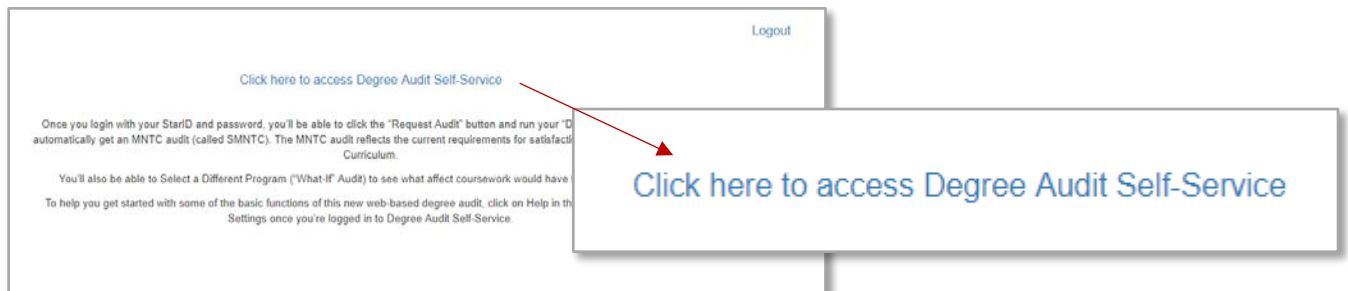 Logout
Click here to access Degree Audit Self-Service
Once you login with your StarID and password, you'll be able to click the "Request Audit" button and run your "D
automatically get an MNTC audit (called SMNTC). The MNTC audit reflects the current requirements for satisfacti
Curriculum.
You'll also be able to Select a Different Program ("What-If" Audit) to see what affect coursework would have
To help you get started with some of the basic functions of this new web-based degree audit, click on Help in th
Settings once you're logged in to Degree Audit Self-Service.
Click here to access Degree Audit Self-Service